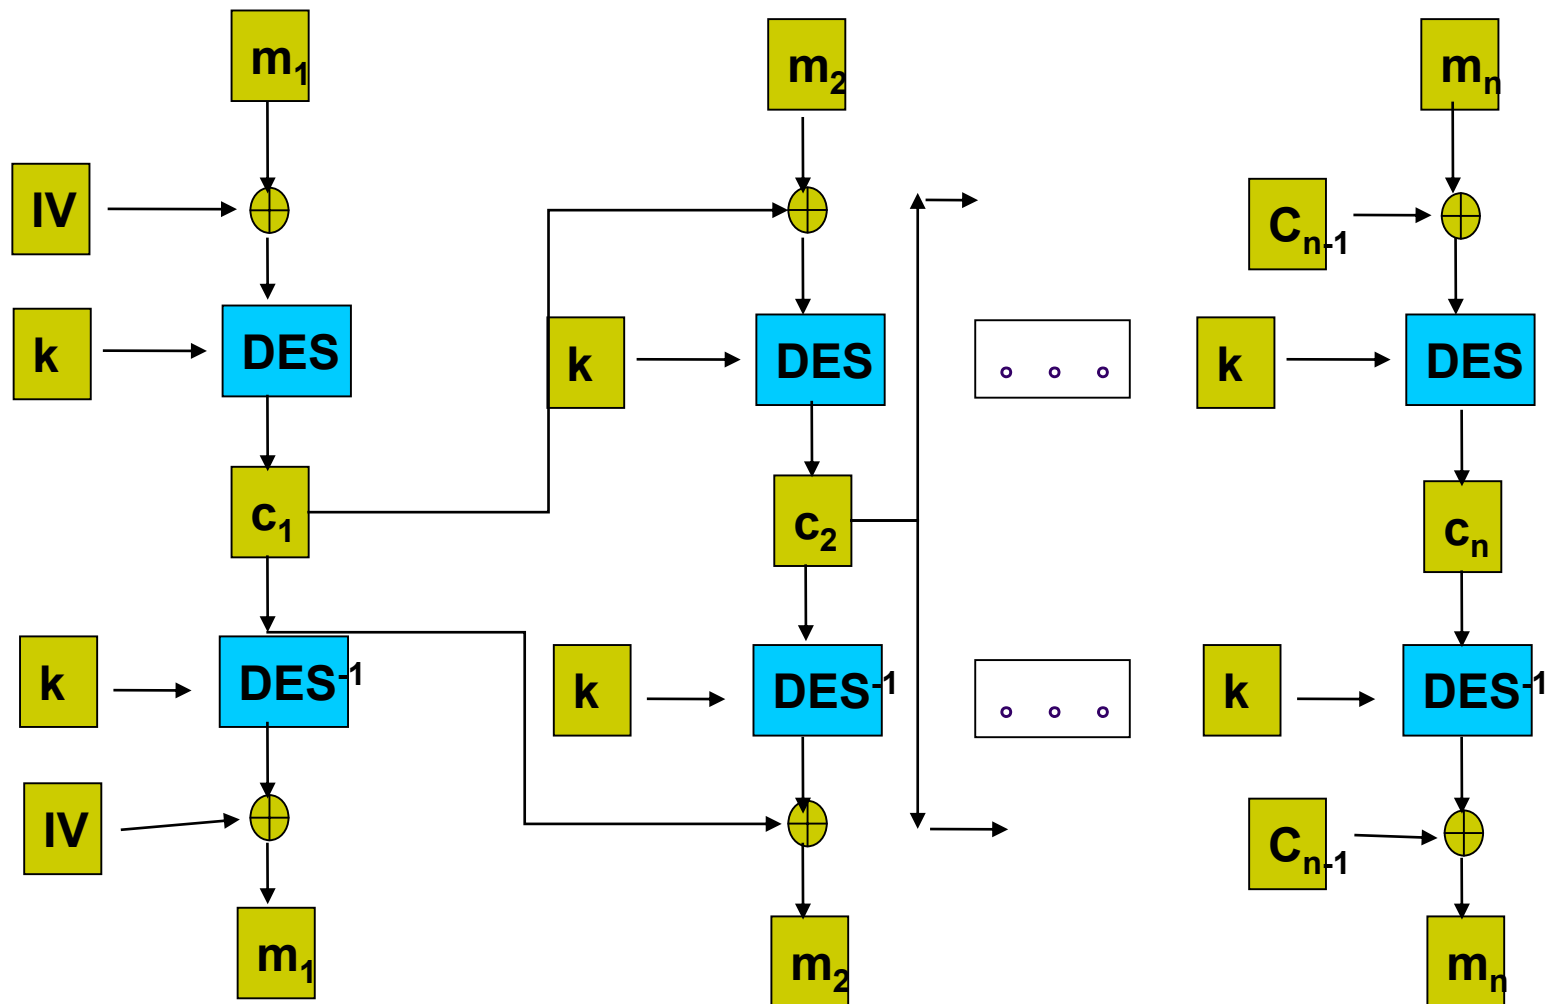 m₁ m₂ mₙ
IV Cₙ₋₁
k DES k DES k DES
c₁ c₂ cₙ
k DES⁻¹ k DES⁻¹ k DES⁻¹
IV Cₙ₋₁
m₁ m₂ mₙ